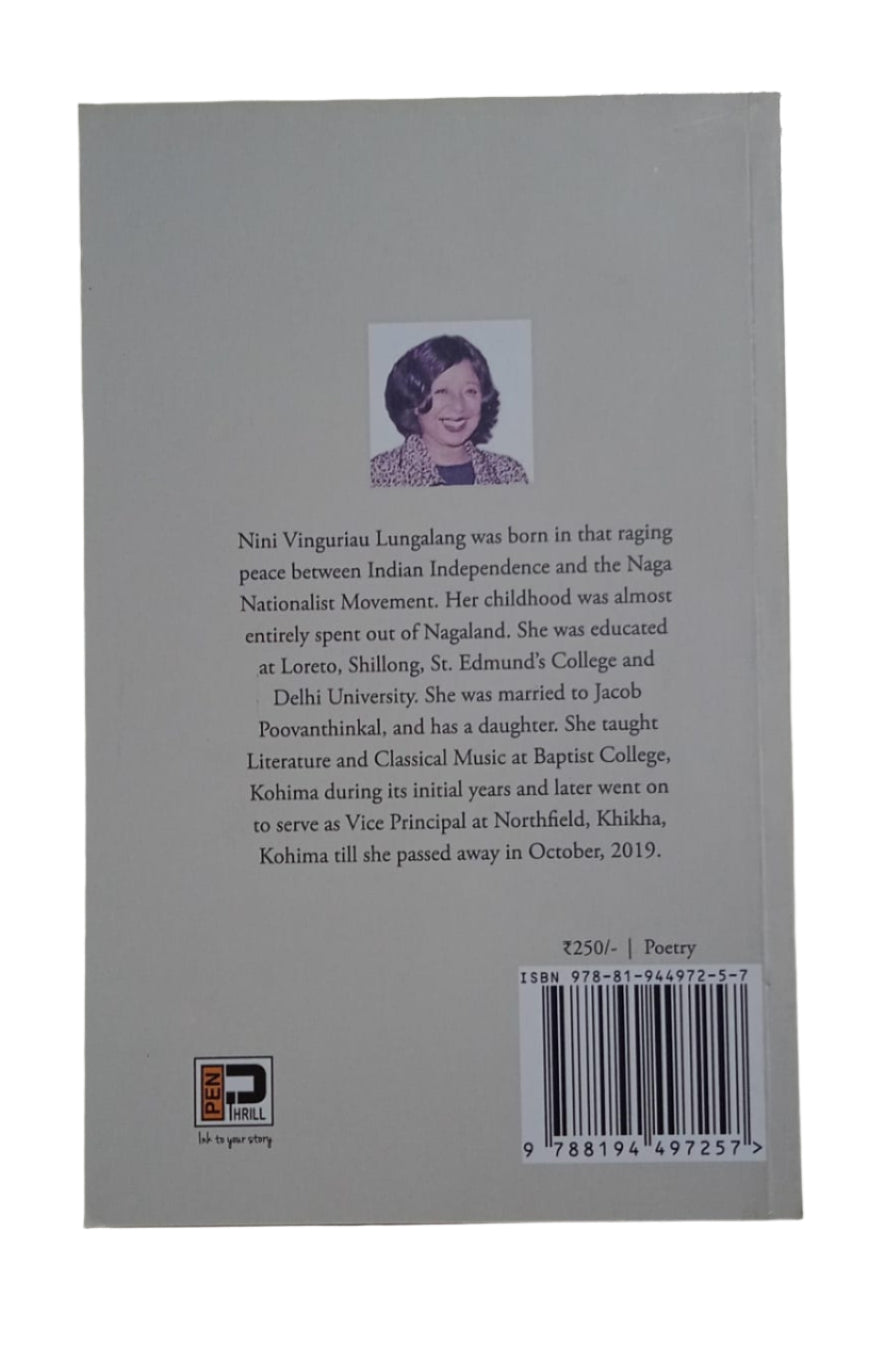 Nini Vinguriau Lungalang was born in that raging
peace between Indian Independence and the Naga
Nationalist Movement. Her childhood was almost
entirely spent out of Nagaland. She was educated
at Loreto, Shillong, St. Edmund's College and
Delhi University. She was married to Jacob
Poovanthinkal, and has a daughter. She taught
Literature and Classical Music at Baptist College,
Kohima during its initial years and later went on
to serve as Vice Principal at Northfield, Khikha,
Kohima till she passed away in October, 2019.
₹250/- | Poetry
ISBN 978-81-944972-5-7
9 788194 497257 >
PEN
THRILL
Ink to your story